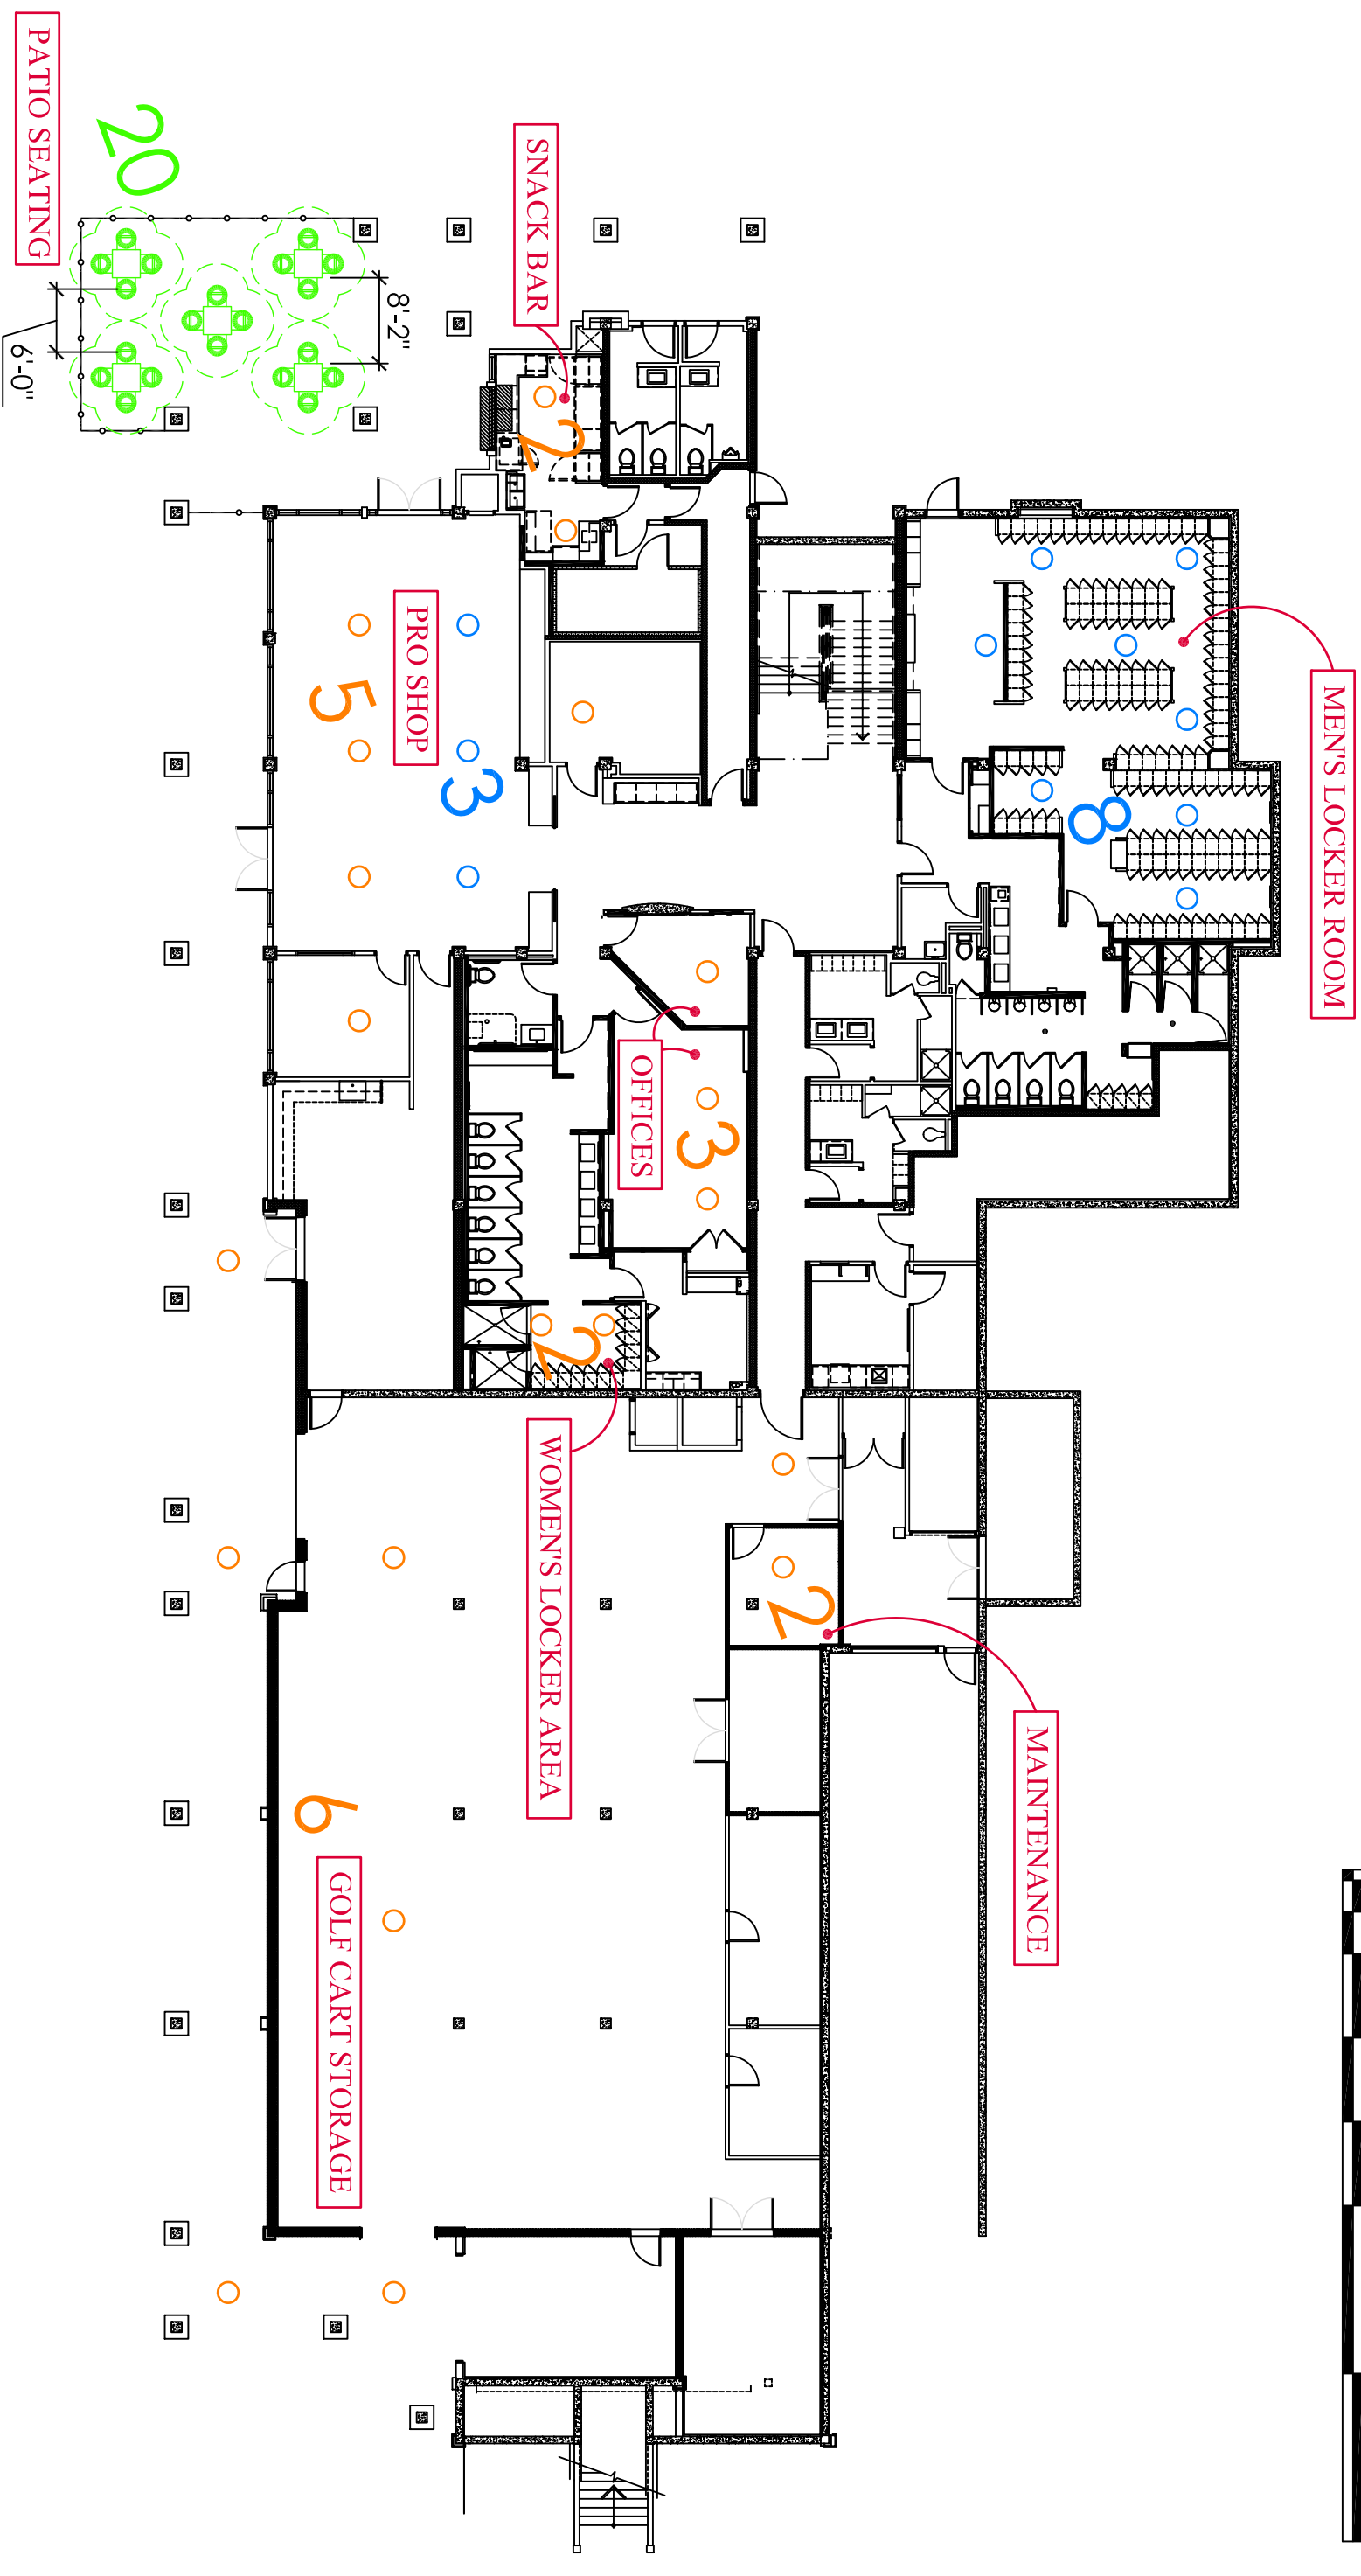 MEN'S LOCKER ROOM
8
MAINTENANCE
2
SNACK BAR
2
OFFICES
3
WOMEN'S LOCKER AREA
2
PRO SHOP
3
5
GOLF CART STORAGE
6
8'-2"
20
6'-0"
PATIO SEATING